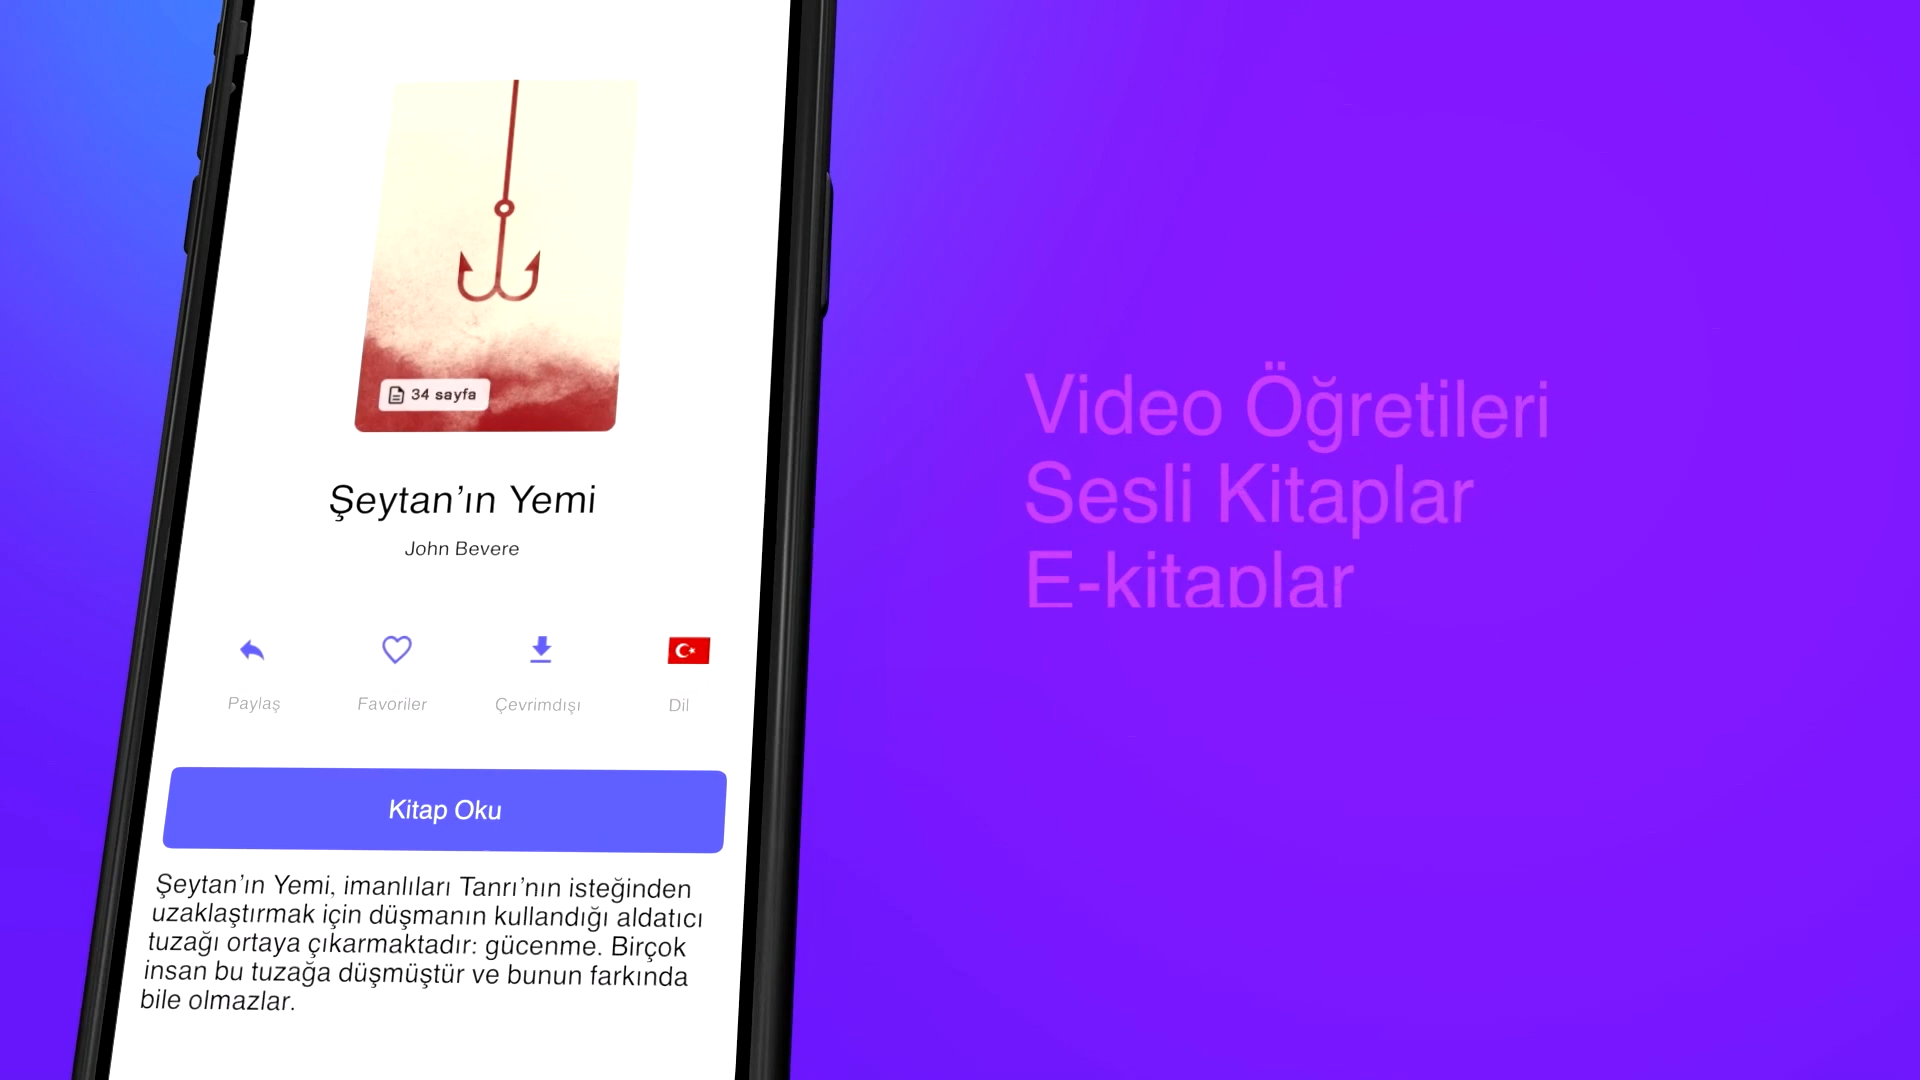 34 sayfa
Şeytan’ın Yemi
John Bevere
Paylaş
Favoriler
Çevrimdışı
Dil
Kitap Oku
Şeytan’ın Yemi, imanlıları Tanrı’nın isteğinden
uzaklaştırmak için düşmanın kullandığı aldatıcı
tuzağı ortaya çıkarmaktadır: gücenme. Birçok
insan bu tuzağa düşmüştür ve bunun farkında
bile olmazlar.
Video Öğretileri
Sesli Kitaplar
E-kitaplar